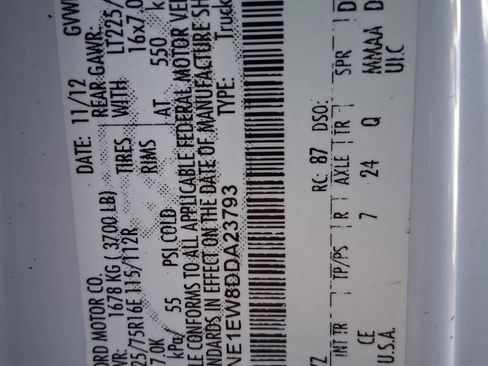 ORD MOTOR CO.
DATE: 11/12
GVW
NR: 1678 KG ( 3700 LB)
REAR GAWR:
25/75R16E 115/112R
TIRES
WITH
LT225/
7.0K
RIMS
16x7.0
kPa/ 55 PSI COLD
AT
550 k
LE CONFORMS TO ALL APPLICABLE FEDERAL MOTOR VE
NDARDS IN EFFECT ON THE DATE OF MANUFACTURE SH
NE1EW8DDA23793
TYPE: Truck
YZ
RC: 87 DSO:
INT TR TP/PS R AXLE TR SPR
CE 7 24 Q MMAA D
U.S.A. UIC